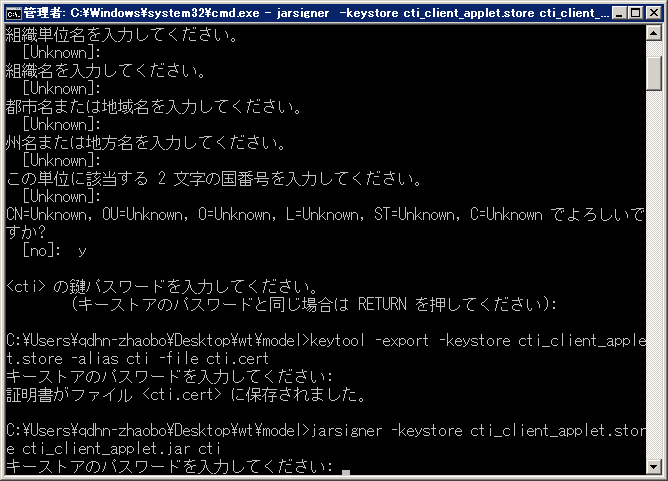 管理者: C:¥Windows¥system32¥cmd.exe - jarsigner -keystore cti_client_applet.store cti_client_...
組織単位名を入力してください。
[Unknown]:
組織名を入力してください。
[Unknown]:
都市名または地域名を入力してください。
[Unknown]:
州名または地方名を入力してください。
[Unknown]:
この単位に該当する 2 文字の国番号を入力してください。
[Unknown]:
CN=Unknown, OU=Unknown, O=Unknown, L=Unknown, ST=Unknown, C=Unknown でよろしいで
すか?
[no]: y
<cti> の鍵パスワードを入力してください。
(キーストアのパスワードと同じ場合は RETURN を押してください):
C:¥Users¥qdhn-zhaobo¥Desktop¥wt¥model>keytool -export -keystore cti_client_apple
t.store -alias cti -file cti.cert
キーストアのパスワードを入力してください:
証明書がファイル <cti.cert> に保存されました。
C:¥Users¥qdhn-zhaobo¥Desktop¥wt¥model>jarsigner -keystore cti_client_applet.stor
e cti_client_applet.jar cti
キーストアのパスワードを入力してください: